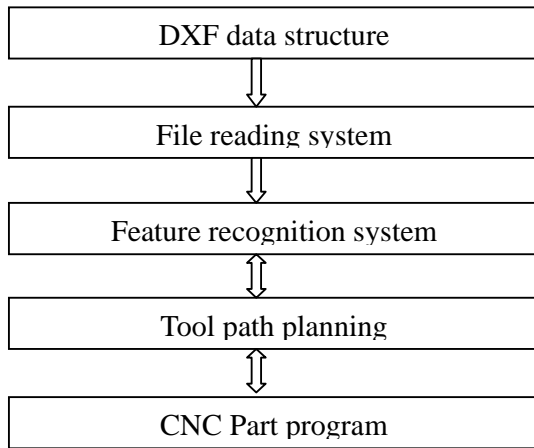 DXF data structure
File reading system
Feature recognition system
Tool path planning
CNC Part program